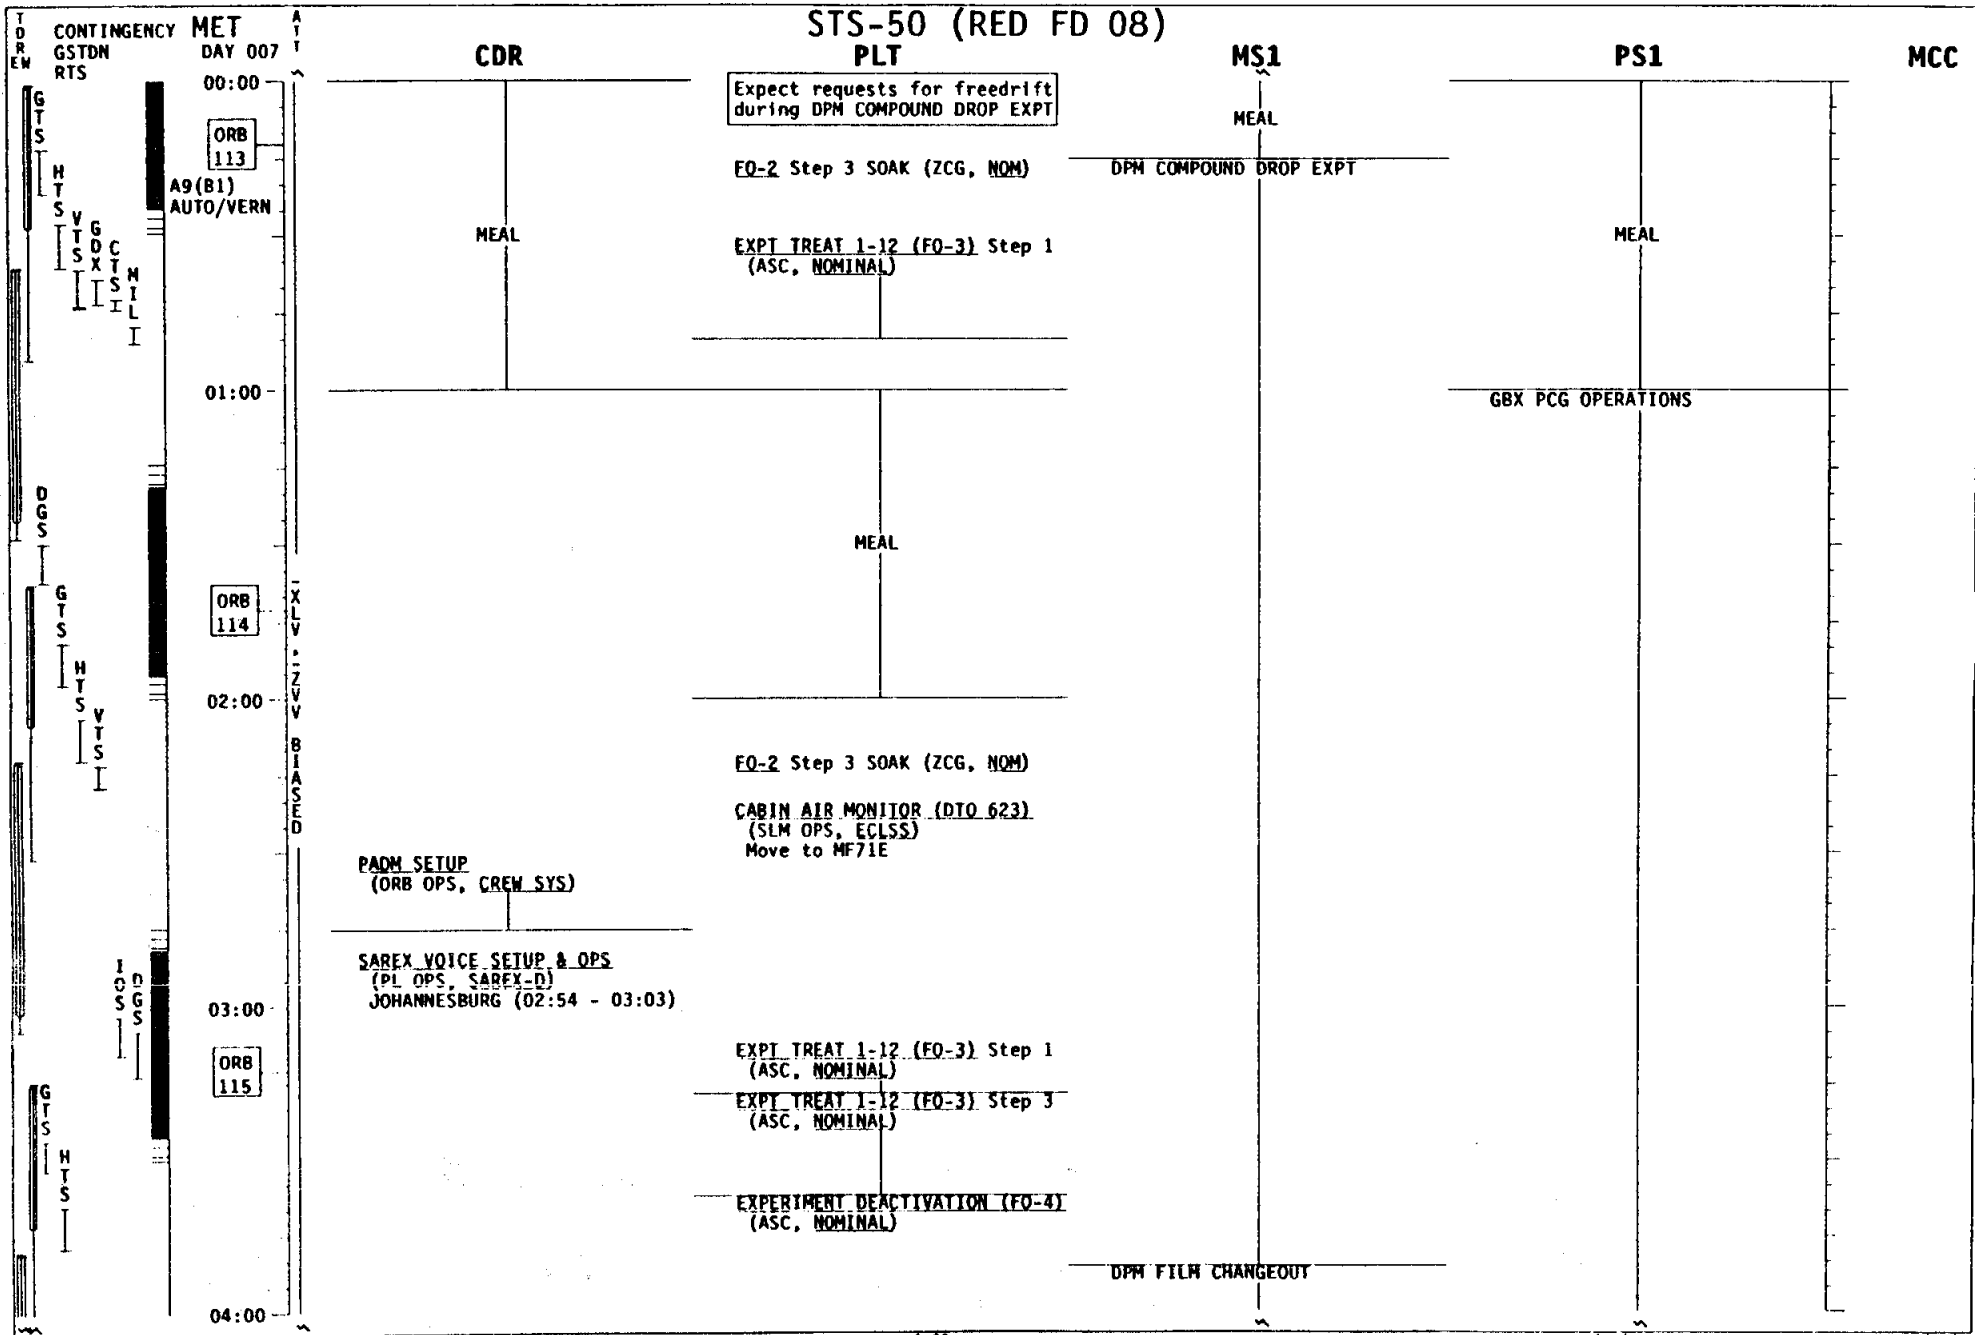 STS-50 (RED FD 08)
TDRE W
CONTINGENCY
GSTDN
RTS
MET
DAY 007
ATT
CDR
PLT
MS1
PS1
MCC
00:00
ORB
113
A9(B1)
AUTO/VERN
01:00
ORB
114
02:00
03:00
ORB
115
04:00
GTS
HTS
VTS
GDX
CTS
MIL
DGS
GTS
HTS
VTS
IOS
DGS
GTS
HTS
-XLV, -ZVV BIASED
MEAL
PADM SETUP
(ORB OPS, CREW SYS)
SAREX VOICE SETUP & OPS
(PL OPS, SAREX-D)
JOHANNESBURG (02:54 - 03:03)
Expect requests for freedrift
during DPM COMPOUND DROP EXPT
FO-2 Step 3 SOAK (ZCG, NOM)
EXPT TREAT 1-12 (FO-3) Step 1
(ASC, NOMINAL)
MEAL
FO-2 Step 3 SOAK (ZCG, NOM)
CABIN AIR MONITOR (DTO 623)
(SLM OPS, ECLSS)
Move to MF71E
EXPT TREAT 1-12 (FO-3) Step 1
(ASC, NOMINAL)
EXPT TREAT 1-12 (FO-3) Step 3
(ASC, NOMINAL)
EXPERIMENT DEACTIVATION (FO-4)
(ASC, NOMINAL)
MEAL
DPM COMPOUND DROP EXPT
DPM FILM CHANGEOUT
MEAL
GBX PCG OPERATIONS